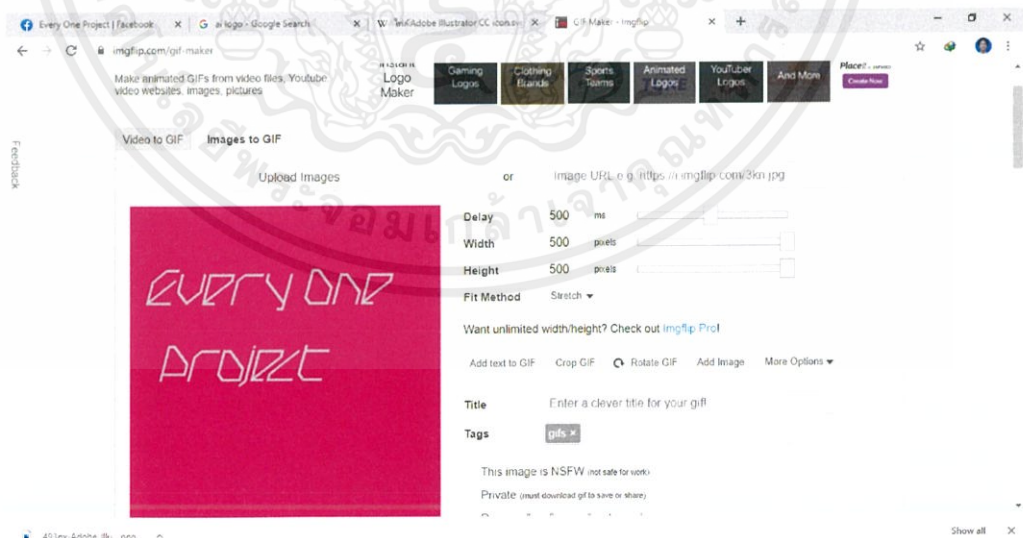 Every One Project | Facebook
ai logo - Google Search
ไฟล์:Adobe Illustrator CC icon.sv
GIF Maker - Imgflip
imgflip.com/gif-maker
Make animated GIFs from video files, Youtube
video websites, images, pictures
Logo
Maker
Gaming
Logos
Clothing
Brands
Sports
Teams
Animated
Logos
YouTuber
Logos
And More
Placeit
Create Now
Feedback
Video to GIF
Images to GIF
Upload Images
or
Image URL e.g. https://i.imgflip.com/3kn.jpg
Every One
Project
Delay 500 ms
Width 500 pixels
Height 500 pixels
Fit Method Stretch
Want unlimited width/height? Check out Imgflip Pro!
Add text to GIF
Crop GIF
Rotate GIF
Add Image
More Options
Title Enter a clever title for your gif!
Tags gifs ×
This image is NSFW (not safe for work)
Private (must download gif to save or share)
Show all